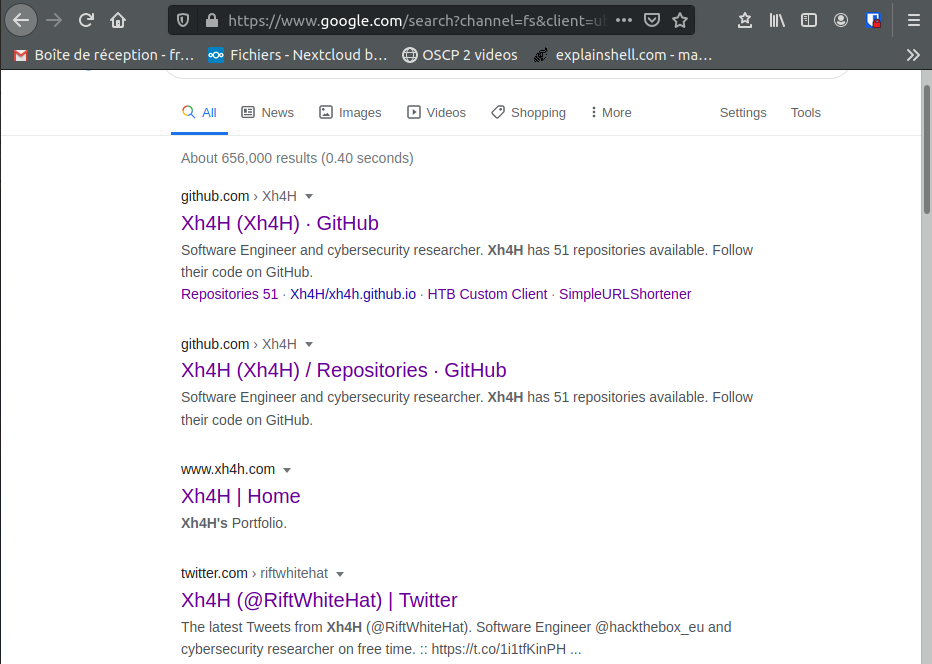 https://www.google.com/search?channel=fs&client=u
Boîte de réception - fr… Fichiers - Nextcloud b… OSCP 2 videos explainshell.com - ma…
All News Images Videos Shopping More Settings Tools
About 656,000 results (0.40 seconds)
github.com › Xh4H
Xh4H (Xh4H) · GitHub
Software Engineer and cybersecurity researcher. Xh4H has 51 repositories available. Follow
their code on GitHub.
Repositories 51 · Xh4H/xh4h.github.io · HTB Custom Client · SimpleURLShortener
github.com › Xh4H
Xh4H (Xh4H) / Repositories · GitHub
Software Engineer and cybersecurity researcher. Xh4H has 51 repositories available. Follow
their code on GitHub.
www.xh4h.com
Xh4H | Home
Xh4H's Portfolio.
twitter.com › riftwhitehat
Xh4H (@RiftWhiteHat) | Twitter
The latest Tweets from Xh4H (@RiftWhiteHat). Software Engineer @hackthebox_eu and
cybersecurity researcher on free time. :: https://t.co/1i1tfKinPH ...